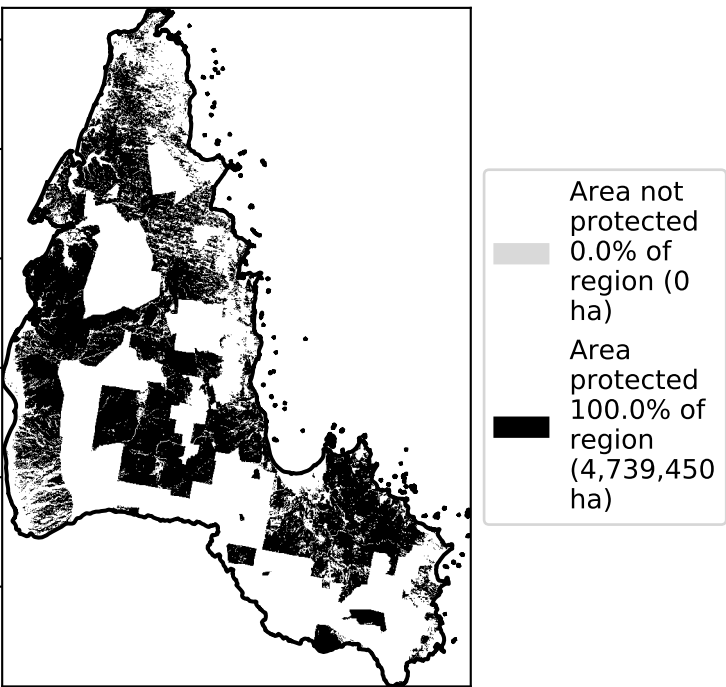 Area not
protected
0.0% of
region (0
ha)
Area
protected
100.0% of
region
(4,739,450
ha)